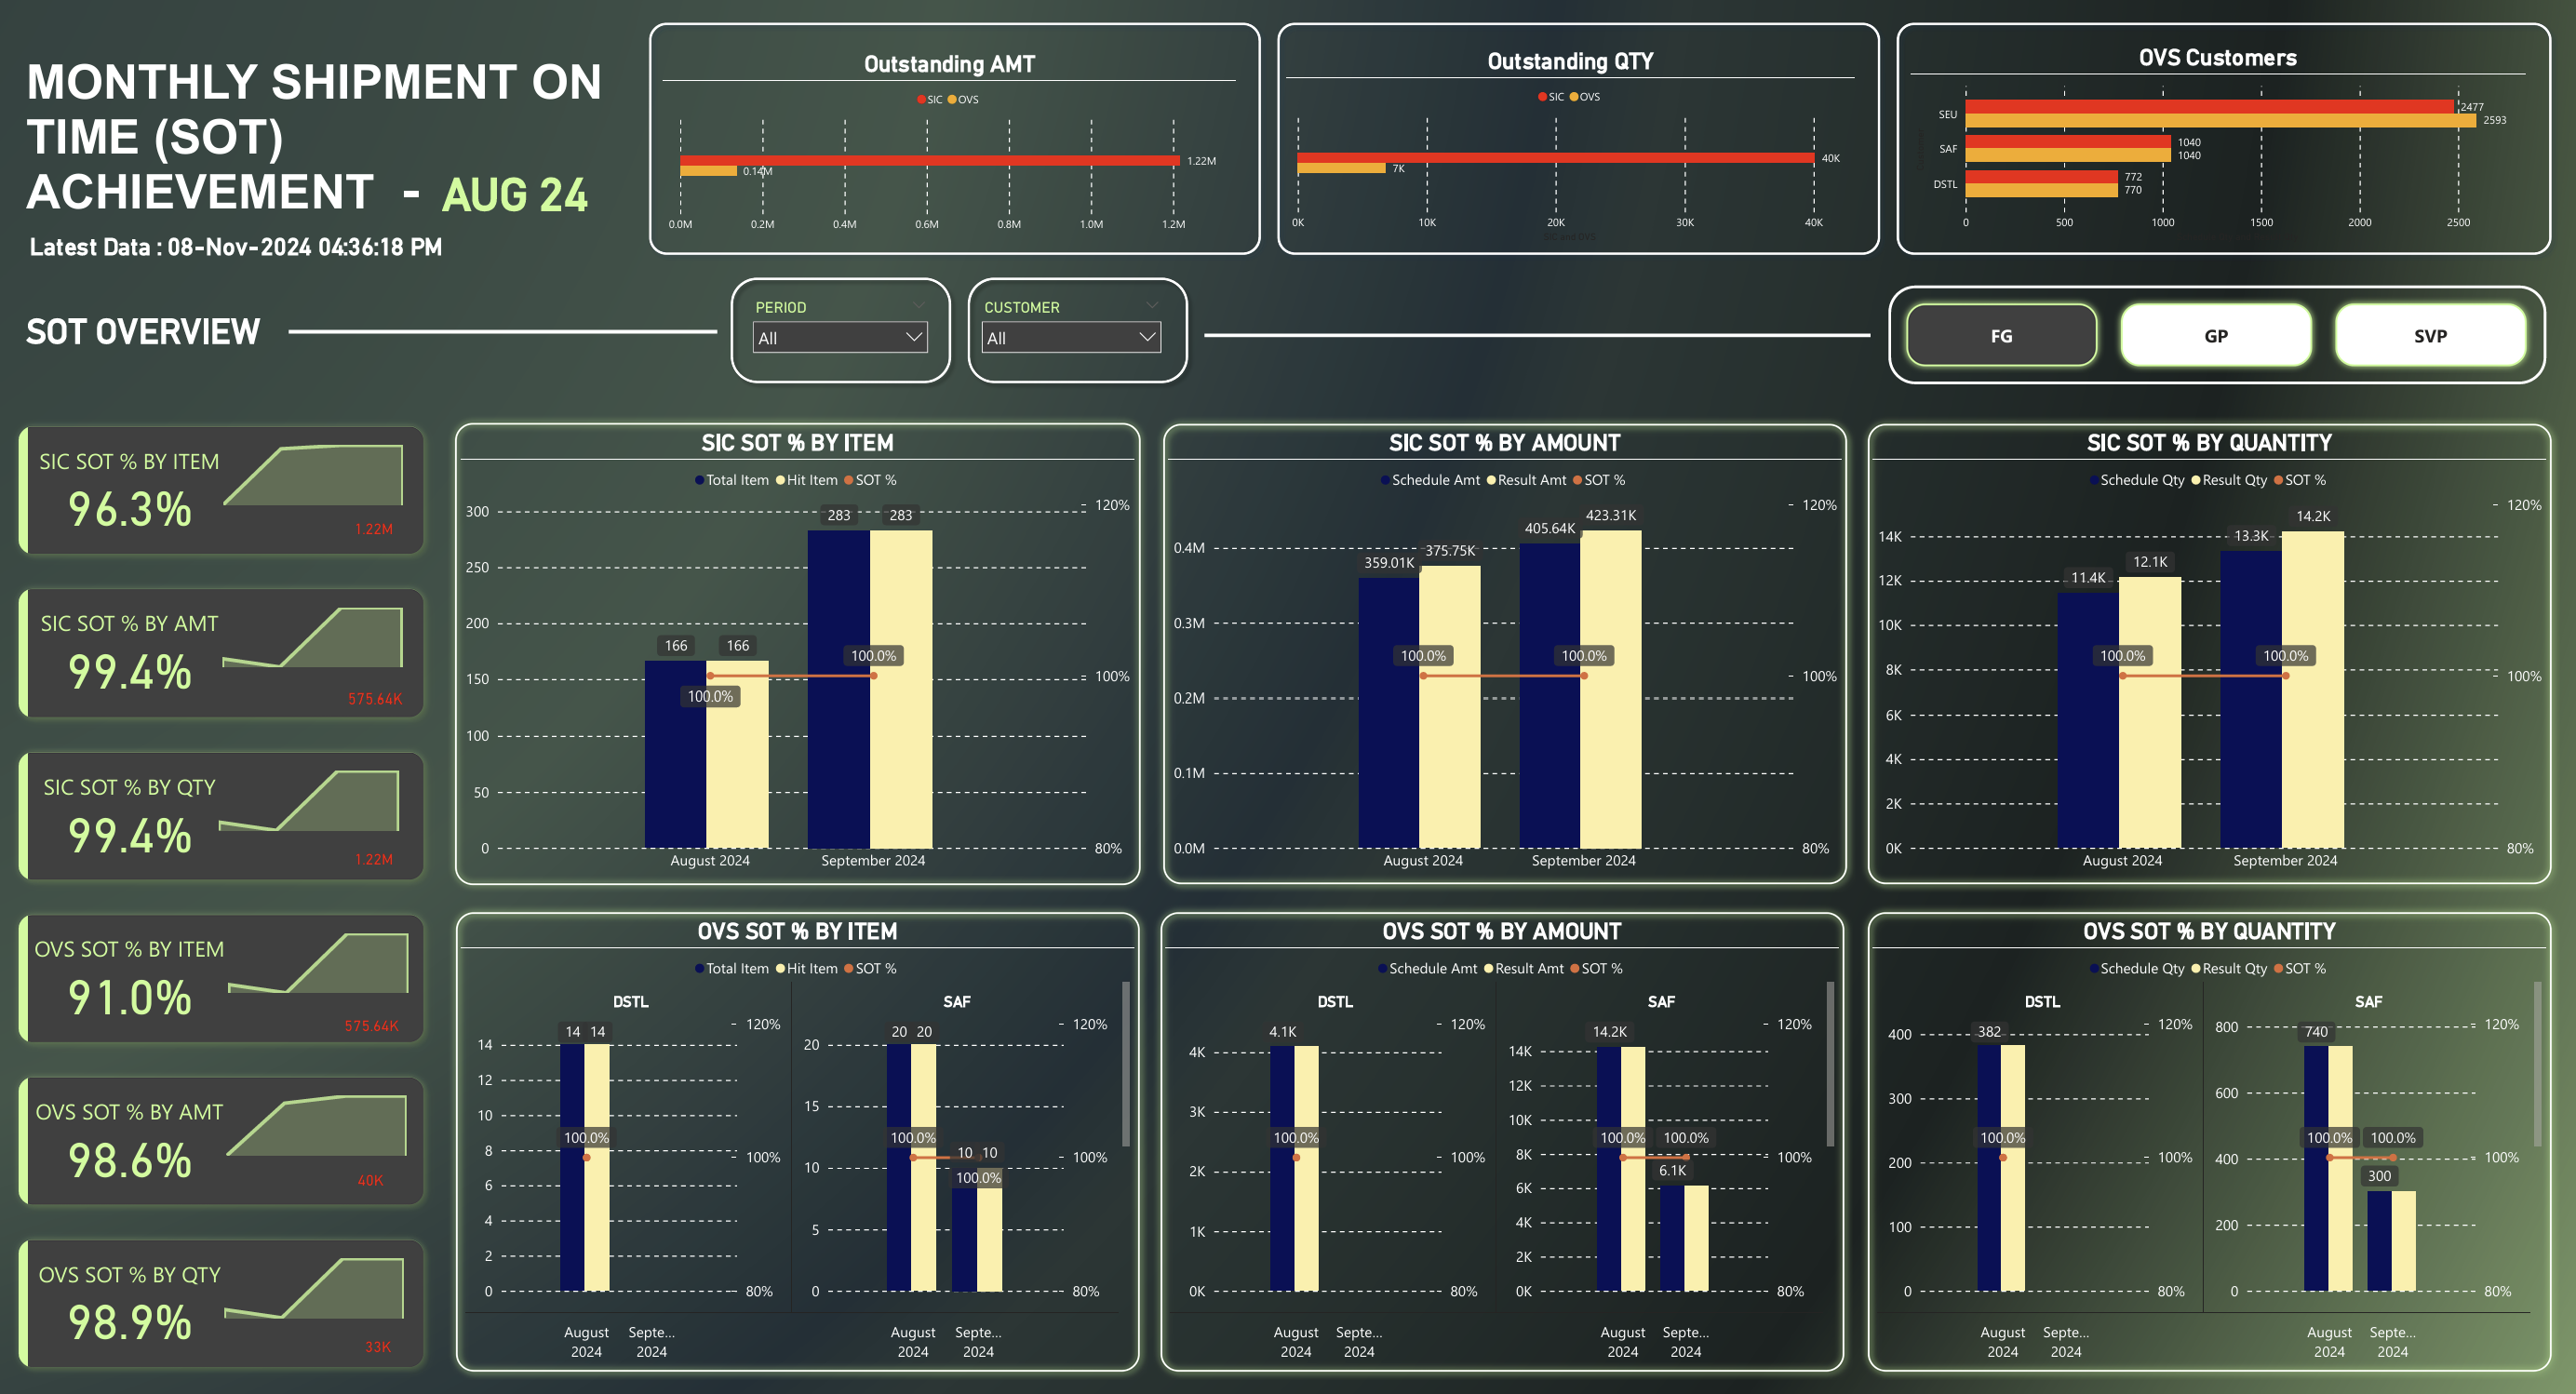 MONTHLY SHIPMENT ON
TIME (SOT)
ACHIEVEMENT - AUG 24
Latest Data : 08-Nov-2024 04:36:18 PM
Outstanding AMT
SIC OVS
1.22M
0.14M
0.0M 0.2M 0.4M 0.6M 0.8M 1.0M 1.2M
Outstanding QTY
SIC OVS
40K
7K
0K 10K 20K 30K 40K
SIC and OVS
OVS Customers
SEU 2477
2593
SAF 1040
1040
DSTL 772
770
0 500 1000 1500 2000 2500
SOT OVERVIEW
PERIOD
All
CUSTOMER
All
FG GP SVP
SIC SOT % BY ITEM
96.3%
1.22M
SIC SOT % BY AMT
99.4%
575.64K
SIC SOT % BY QTY
99.4%
1.22M
OVS SOT % BY ITEM
91.0%
575.64K
OVS SOT % BY AMT
98.6%
40K
OVS SOT % BY QTY
98.9%
33K
SIC SOT % BY ITEM
Total Item Hit Item SOT %
300 283 283 120%
250
200
166 166
150 100.0% 100.0% 100%
100
50
0 80%
August 2024 September 2024
SIC SOT % BY AMOUNT
Schedule Amt Result Amt SOT %
120%
405.64K 423.31K
0.4M 359.01K 375.75K
0.3M
100.0% 100.0% 100%
0.2M
0.1M
0.0M 80%
August 2024 September 2024
SIC SOT % BY QUANTITY
Schedule Qty Result Qty SOT %
120%
14K 13.3K 14.2K
12K 11.4K 12.1K
10K
8K 100.0% 100.0% 100%
6K
4K
2K
0K 80%
August 2024 September 2024
OVS SOT % BY ITEM
Total Item Hit Item SOT %
DSTL
14 14 120%
14
12
10
8 100.0% 100%
6
4
2
0 80%
August Septe...
2024 2024
SAF
20 20 120%
20
15
10 100.0% 10 10 100%
100.0%
5
0 80%
August Septe...
2024 2024
OVS SOT % BY AMOUNT
Schedule Amt Result Amt SOT %
DSTL
4.1K 120%
4K
3K
100.0% 100%
2K
1K
0K 80%
August Septe...
2024 2024
SAF
14.2K 120%
14K
12K
10K
8K 100.0% 100.0% 100%
6K 6.1K
4K
2K
0K 80%
August Septe...
2024 2024
OVS SOT % BY QUANTITY
Schedule Qty Result Qty SOT %
DSTL
400 382 120%
300
200 100.0% 100%
100
0 80%
August Septe...
2024 2024
SAF
800 740 120%
600
400 100.0% 100.0% 100%
300
200
0 80%
August Septe...
2024 2024